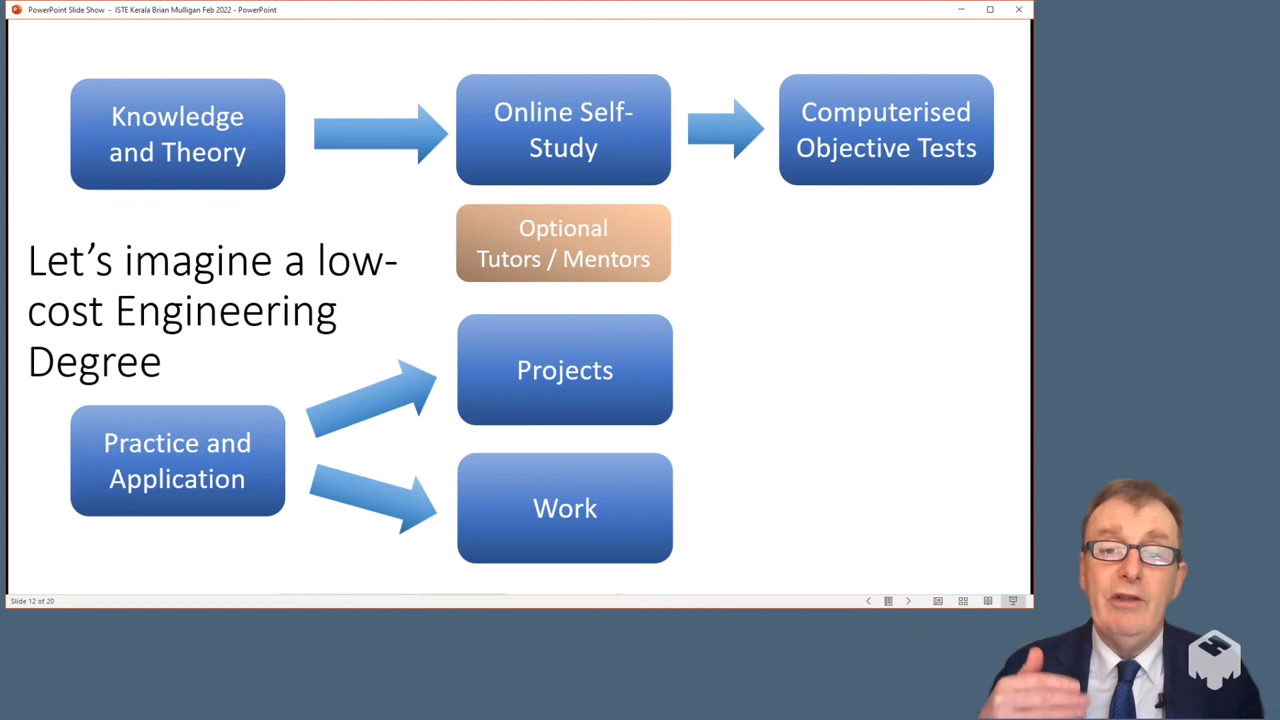 PowerPoint Slide Show - ISTE Kerala Brian Mulligan Feb 2022 - PowerPoint
Knowledge
and Theory
Online Self-
Study
Computerised
Objective Tests
Optional
Tutors / Mentors
Let’s imagine a low-
cost Engineering
Degree
Projects
Practice and
Application
Work
Slide 12 of 20